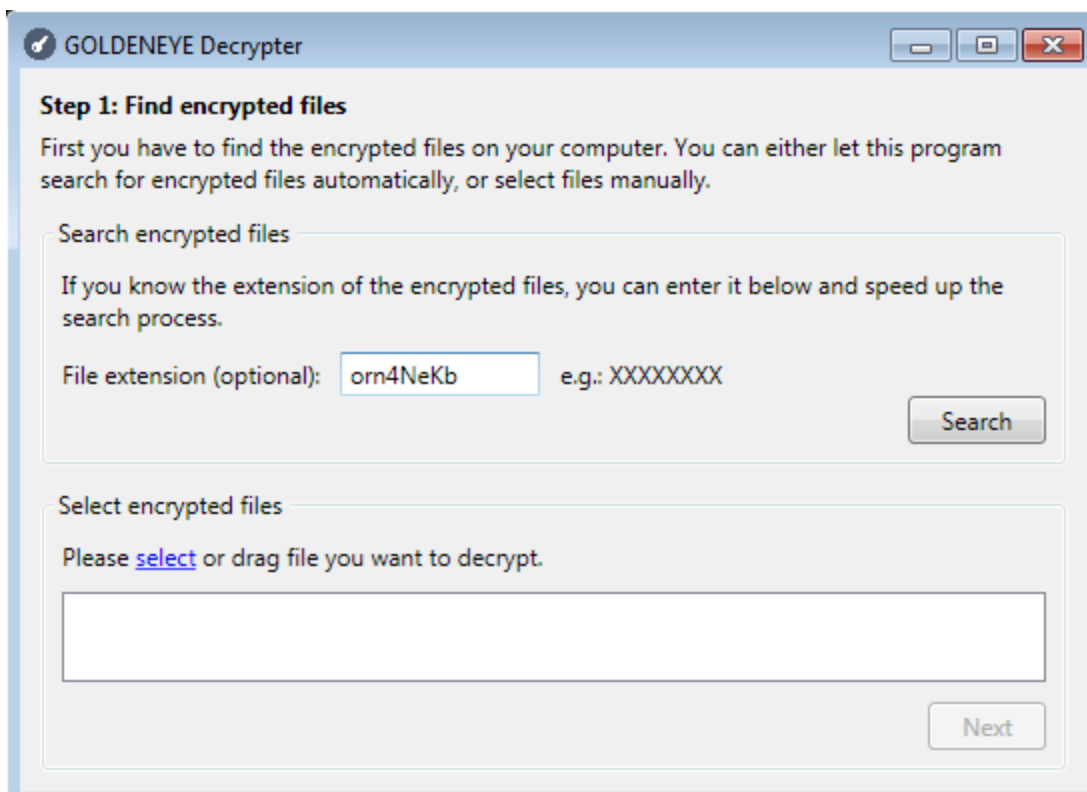 GOLDENEYE Decrypter
Step 1: Find encrypted files
First you have to find the encrypted files on your computer. You can either let this program
search for encrypted files automatically, or select files manually.
Search encrypted files
If you know the extension of the encrypted files, you can enter it below and speed up the
search process.
File extension (optional): orn4NeKb e.g.: XXXXXXXX
Search
Select encrypted files
Please select or drag file you want to decrypt.
Next